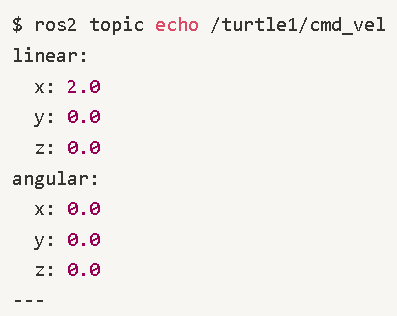 $ ros2 topic echo /turtle1/cmd_vel
linear:
  x: 2.0
  y: 0.0
  z: 0.0
angular:
  x: 0.0
  y: 0.0
  z: 0.0
---